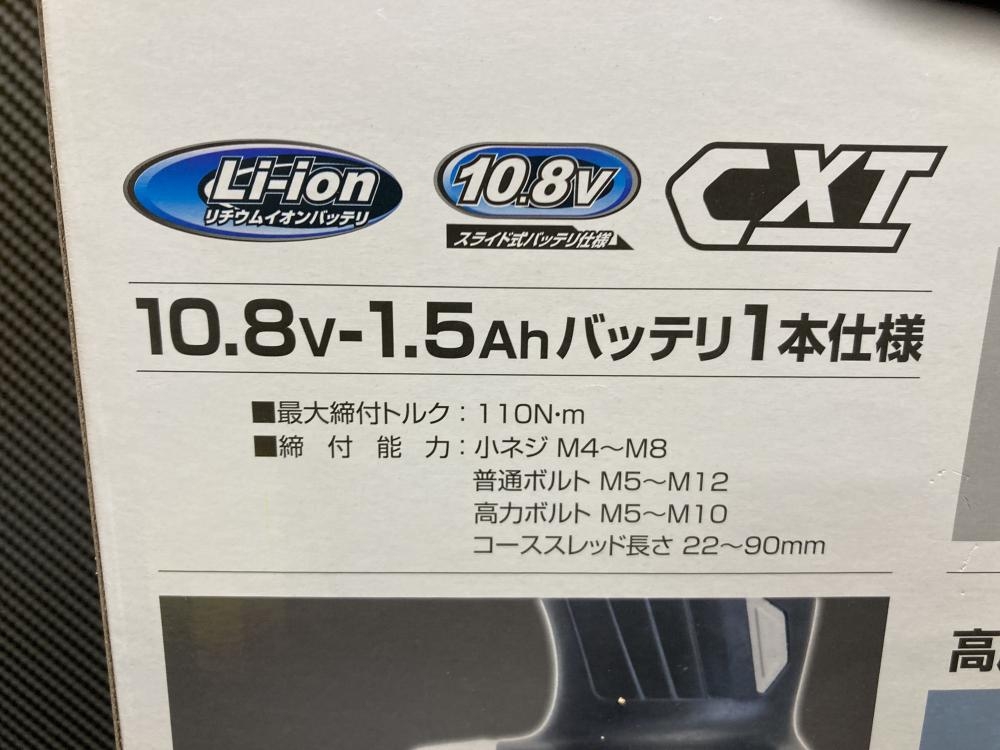 Li-ion
リチウムイオンバッテリ
10.8V
スライド式バッテリ仕様
CXT
10.8V-1.5Ahバッテリ1本仕様
■最大締付トルク：110N·m
■締 付 能 力：小ネジ M4〜M8
普通ボルト M5〜M12
高力ボルト M5〜M10
コーススレッド長さ 22〜90mm
高